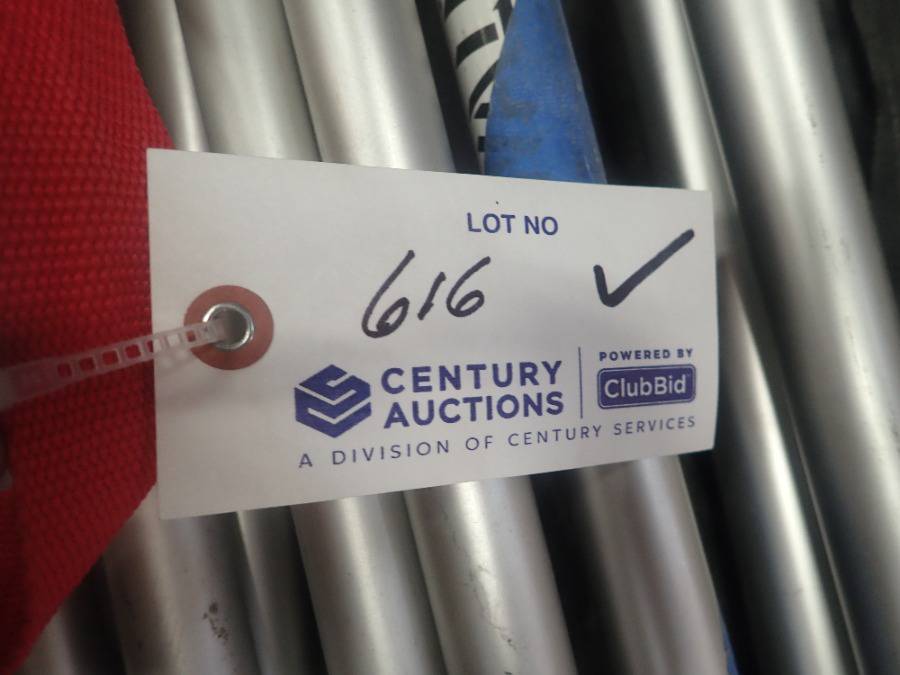 LOT NO
616 ✓
CENTURY
AUCTIONS
POWERED BY
ClubBid
A DIVISION OF CENTURY SERVICES